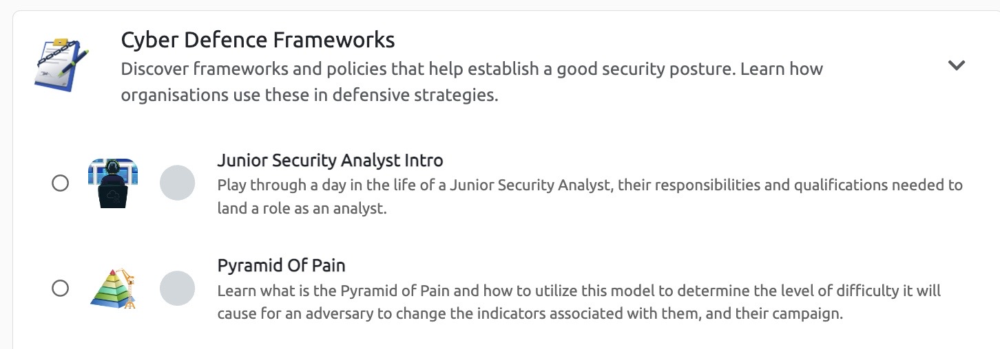 Cyber Defence Frameworks
Discover frameworks and policies that help establish a good security posture. Learn how
organisations use these in defensive strategies.
Junior Security Analyst Intro
Play through a day in the life of a Junior Security Analyst, their responsibilities and qualifications needed to
land a role as an analyst.
Pyramid Of Pain
Learn what is the Pyramid of Pain and how to utilize this model to determine the level of difficulty it will
cause for an adversary to change the indicators associated with them, and their campaign.